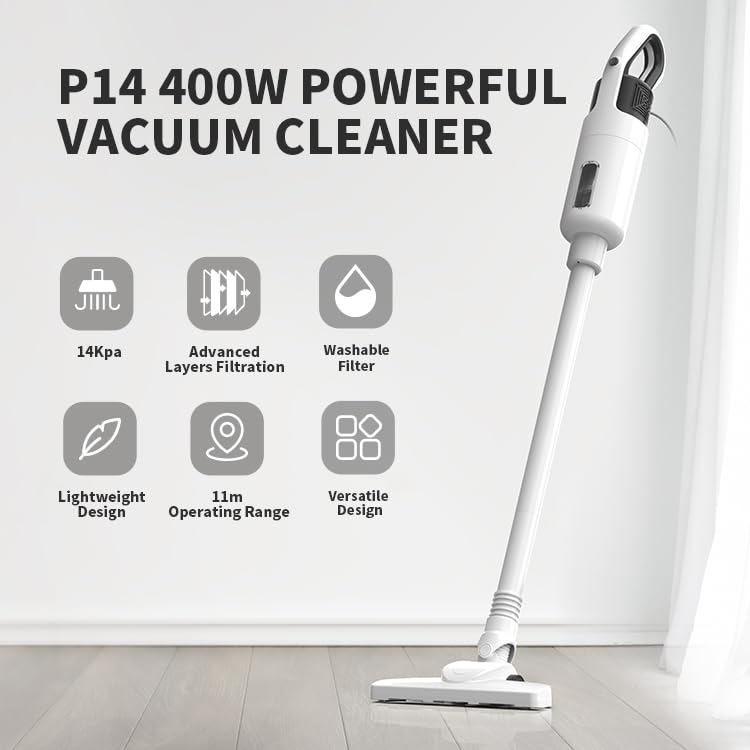 P14 400W POWERFUL
VACUUM CLEANER
14Kpa
Advanced
Layers Filtration
Washable
Filter
Lightweight
Design
11m
Operating Range
Versatile
Design